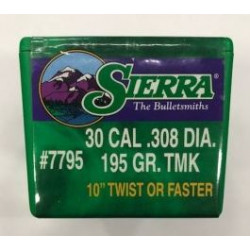 SIERRA
The Bulletsmiths
30 CAL .308 DIA.
#7795 195 GR. TMK
10" TWIST OR FASTER